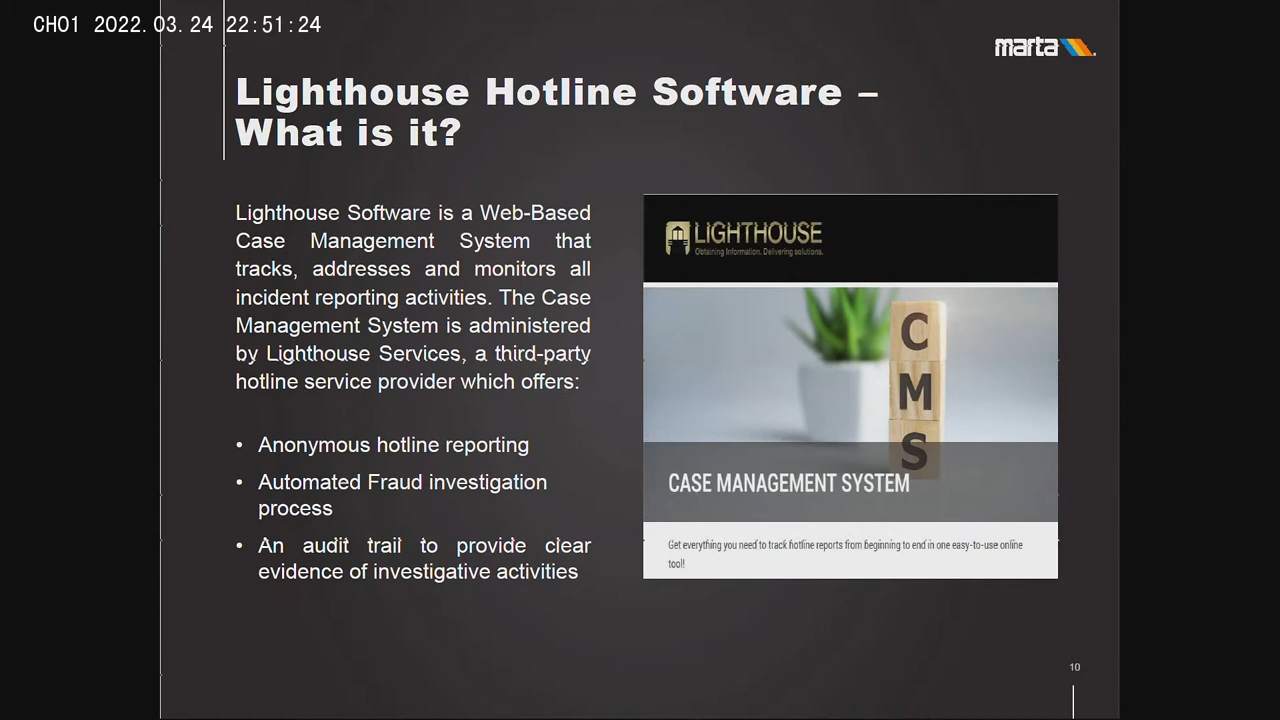 CH01 2022.03.24 22:51:24
marta
Lighthouse Hotline Software –
What is it?
Lighthouse Software is a Web-Based
Case Management System that
tracks, addresses and monitors all
incident reporting activities. The Case
Management System is administered
by Lighthouse Services, a third-party
hotline service provider which offers:
• Anonymous hotline reporting
• Automated Fraud investigation
process
• An audit trail to provide clear
evidence of investigative activities
LIGHTHOUSE
Obtaining Information. Delivering solutions.
C
M
S
CASE MANAGEMENT SYSTEM
Get everything you need to track hotline reports from beginning to end in one easy-to-use online
tool!
10